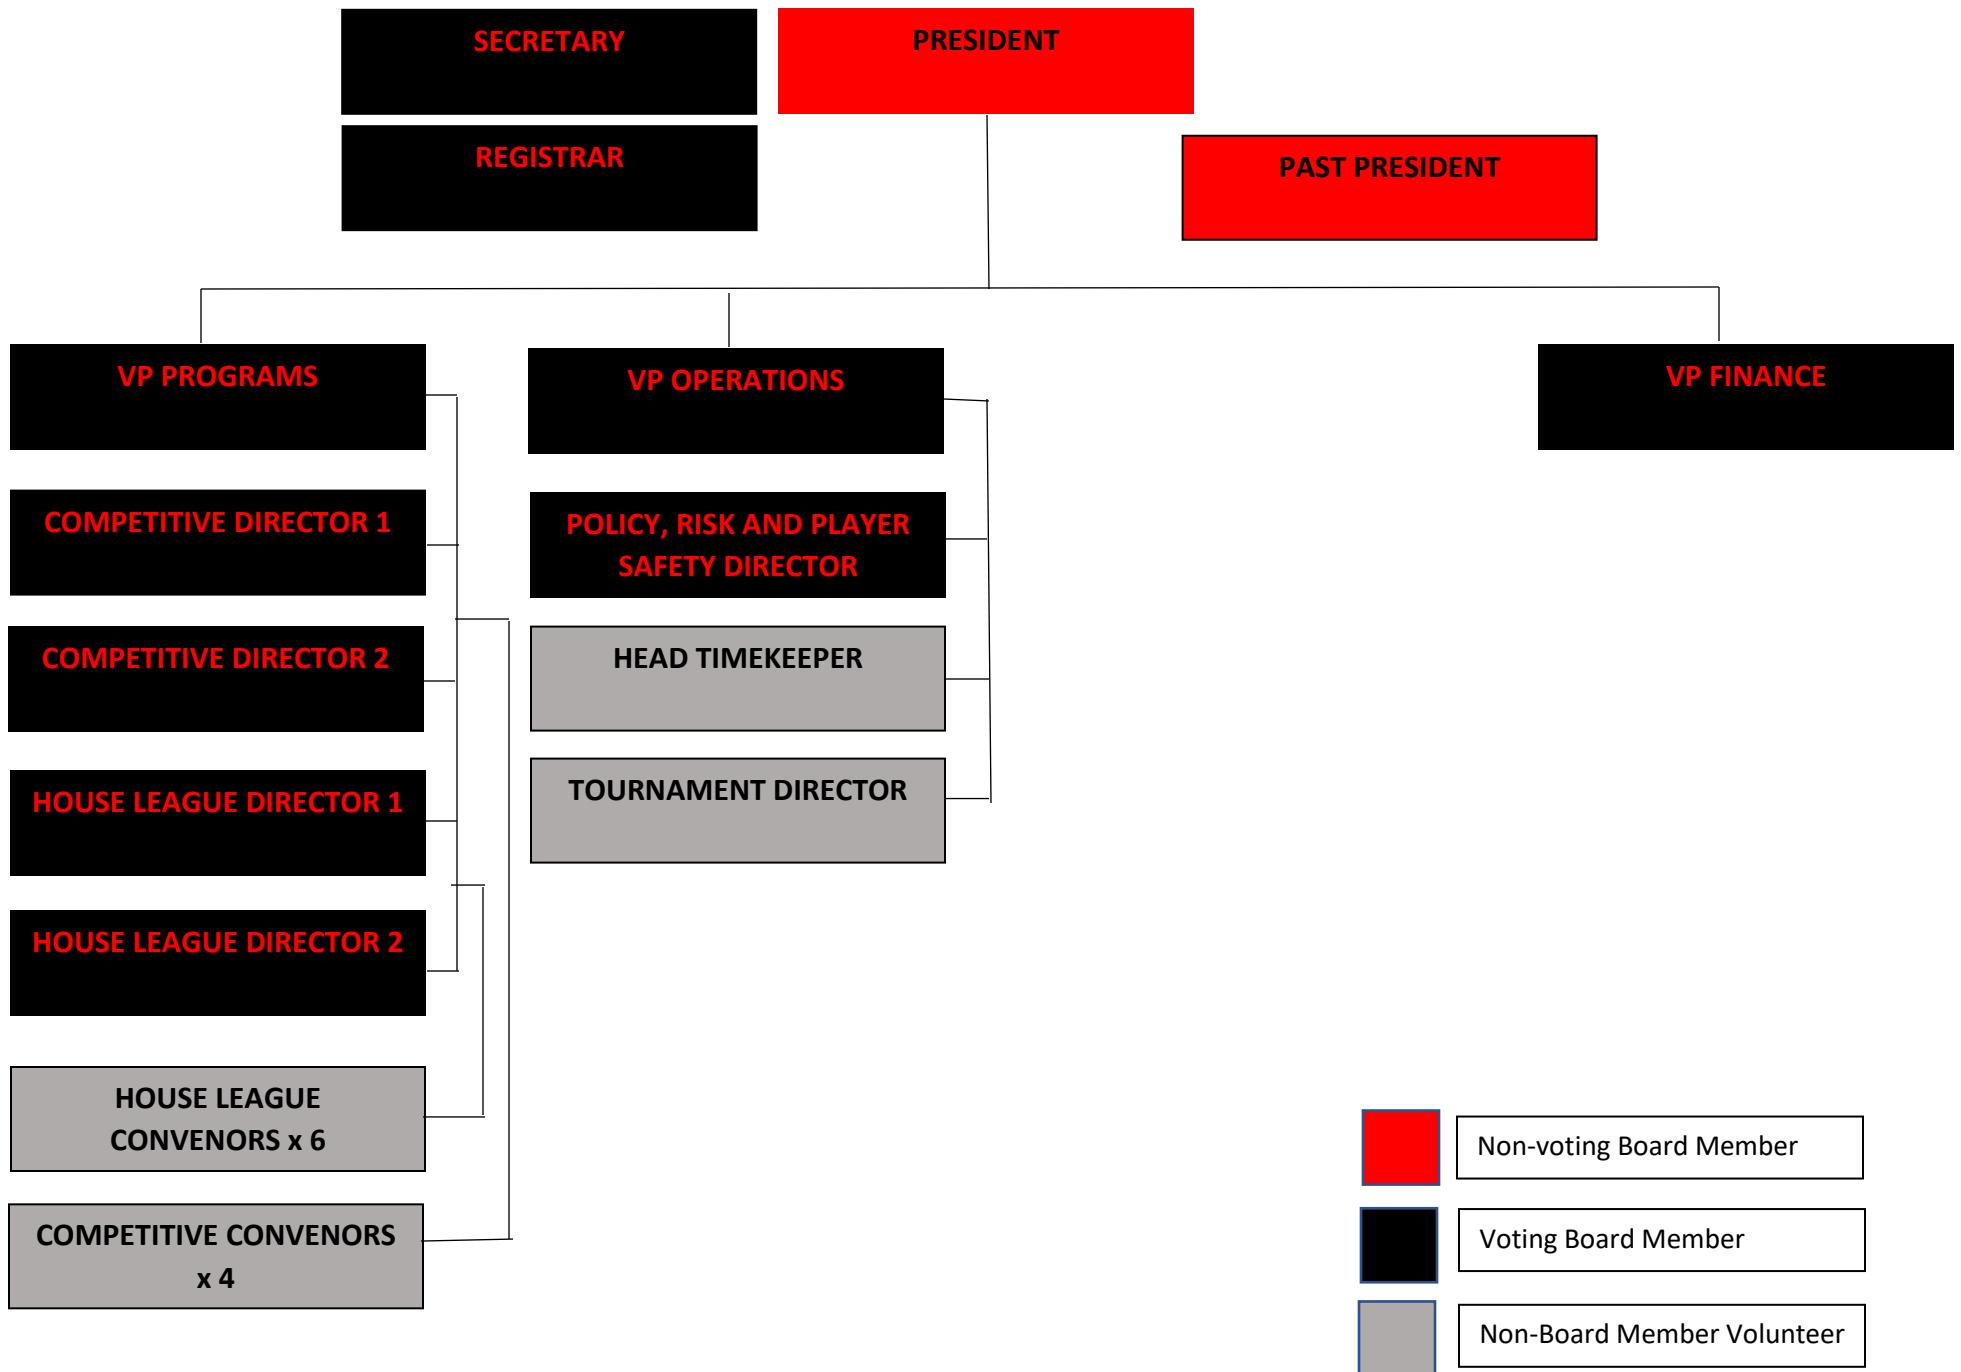 SECRETARY
PRESIDENT
REGISTRAR
PAST PRESIDENT
VP PROGRAMS
VP OPERATIONS
VP FINANCE
COMPETITIVE DIRECTOR 1
POLICY, RISK AND PLAYER
SAFETY DIRECTOR
COMPETITIVE DIRECTOR 2
HEAD TIMEKEEPER
HOUSE LEAGUE DIRECTOR 1
TOURNAMENT DIRECTOR
HOUSE LEAGUE DIRECTOR 2
HOUSE LEAGUE
CONVENORS x 6
COMPETITIVE CONVENORS
x 4
Non-voting Board Member
Voting Board Member
Non-Board Member Volunteer